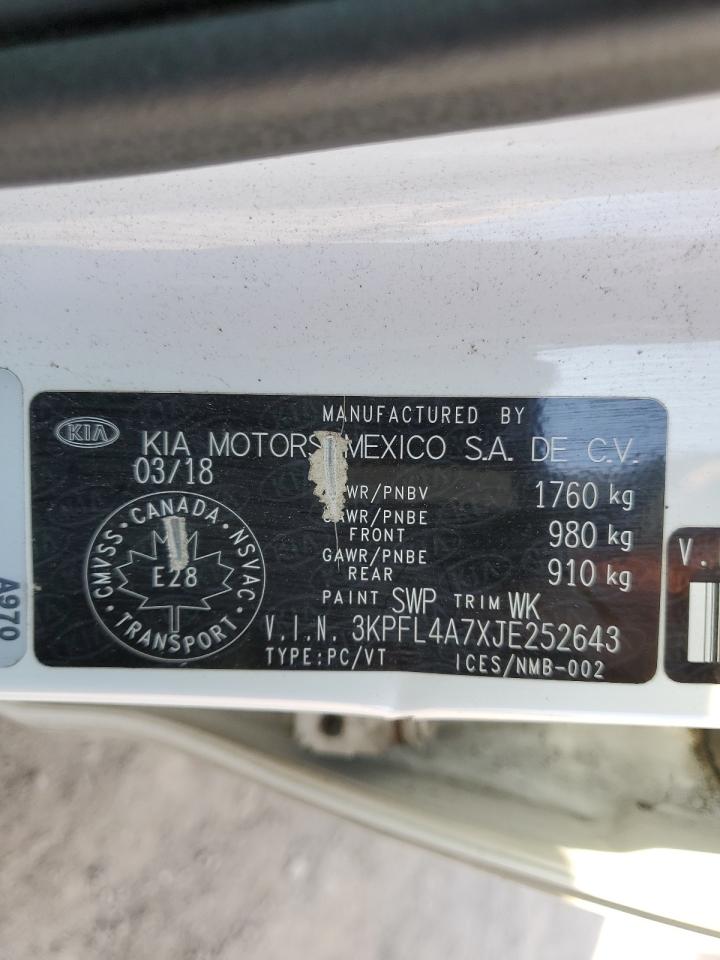 MANUFACTURED BY
KIA
KIA MOTORS MEXICO S.A. DE C.V.
03/18
WR/PNBV 1760 kg
GAWR/PNBE FRONT 980 kg
GAWR/PNBE REAR 910 kg
CANADA
CMVSS · NSVAC
E28
TRANSPORT
PAINT SWP TRIM WK
V.I.N. 3KPFL4A7XJE252643
TYPE:PC/VT ICES/NMB-002
A970
V.